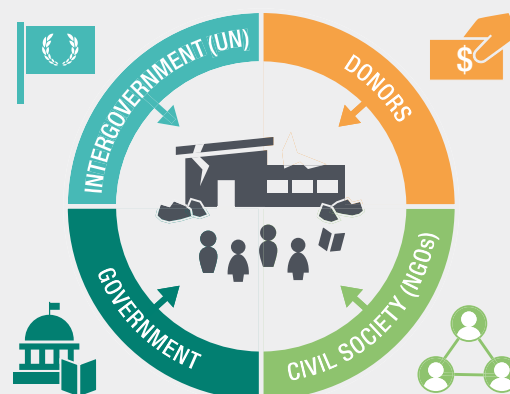 INTERGOVERNMENT (UN)
DONORS
$
GOVERNMENT
CIVIL SOCIETY (NGOs)